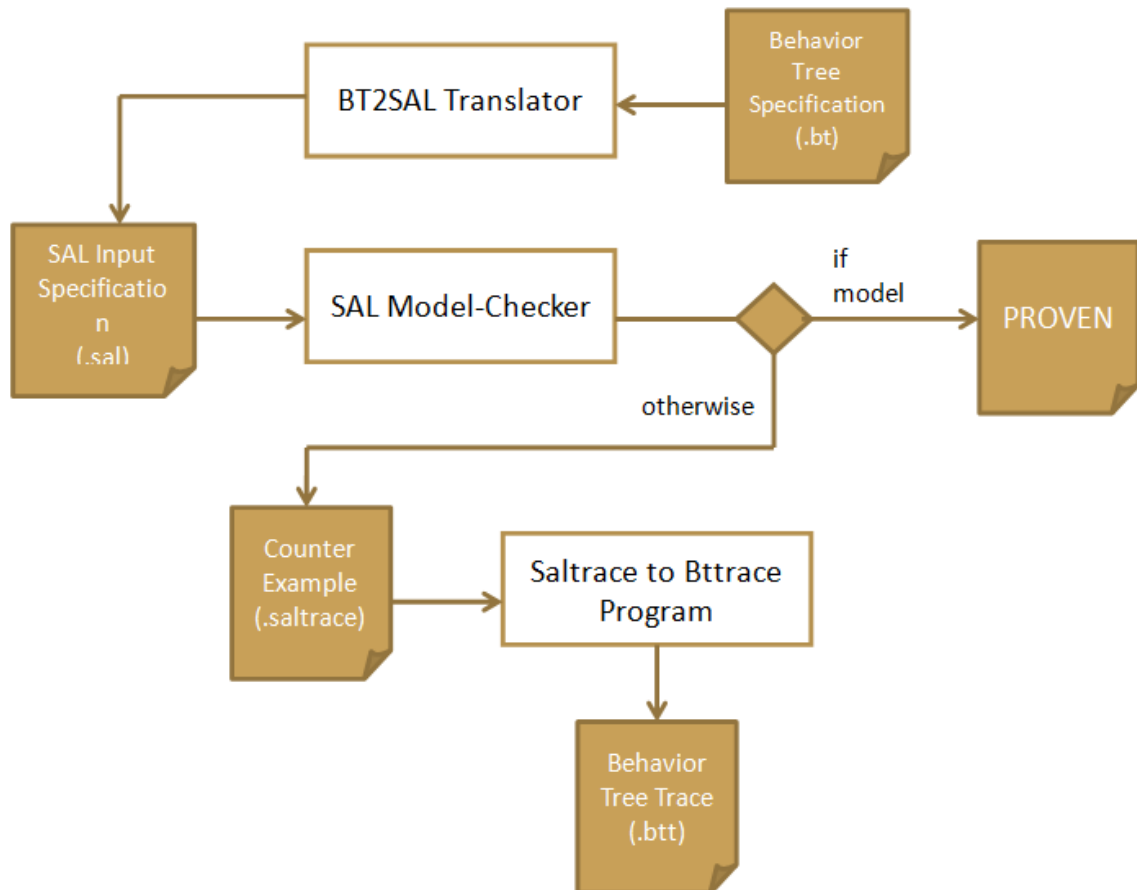 BT2SAL Translator
Behavior
Tree
Specification
(.bt)
SAL Input
Specificatio
n
(.sal)
SAL Model-Checker
if
model
PROVEN
otherwise
Counter
Example
(.saltrace)
Saltrace to Bttrace
Program
Behavior
Tree Trace
(.btt)